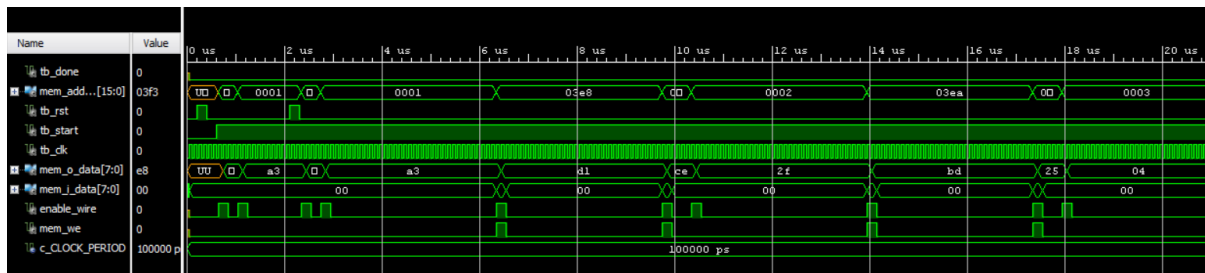 Name Value 0 us 2 us 4 us 6 us 8 us 10 us 12 us 14 us 16 us 18 us 20 us
tb_done 0
mem_add...[15:0] 03f3 0001 0001 03e8 0002 03ea 0003
tb_rst 0
tb_start 0
tb_clk 0
mem_o_data[7:0] e8 UU a3 a3 d1 ce 2f bd 25 04
mem_i_data[7:0] 00 00 00 00 00 00
enable_wire 0
mem_we 0
c_CLOCK_PERIOD 100000 p 100000 ps